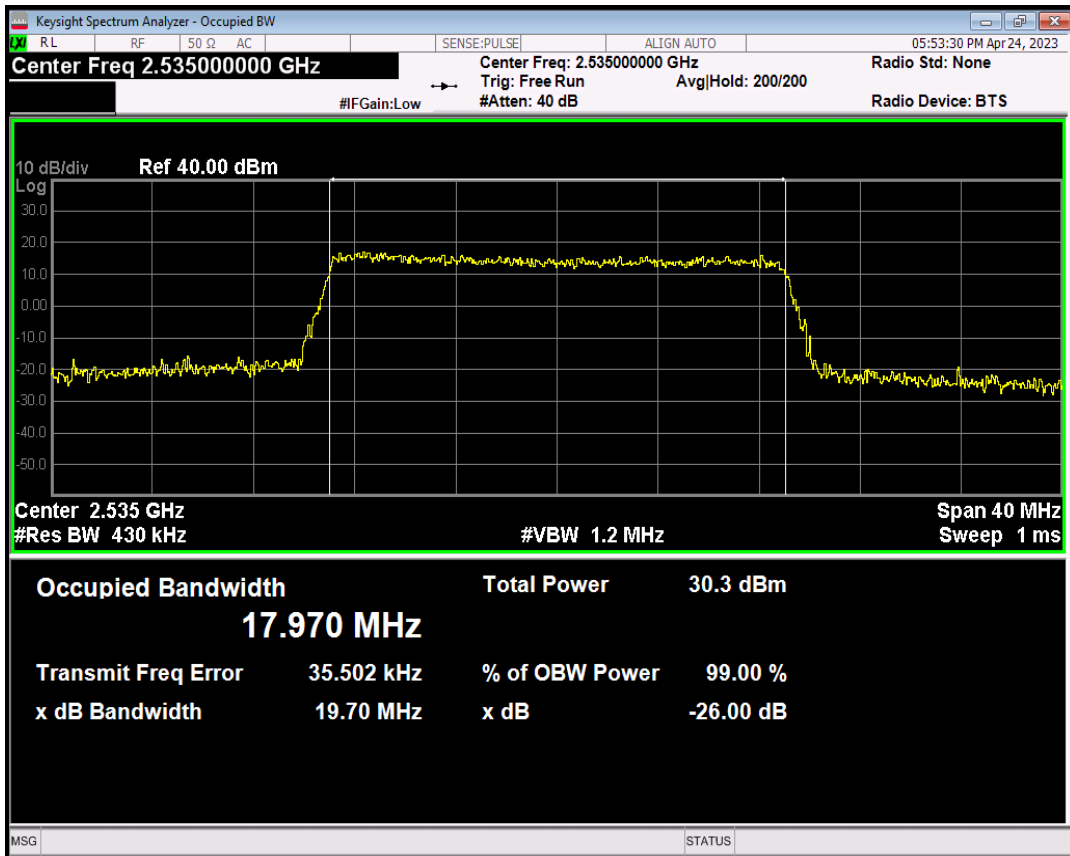 Keysight Spectrum Analyzer - Occupied BW
LXI RL RF 50 Ω AC SENSE:PULSE ALIGN AUTO 05:53:30 PM Apr 24, 2023
Center Freq 2.535000000 GHz Center Freq: 2.535000000 GHz Radio Std: None
Trig: Free Run Avg|Hold: 200/200
#IFGain:Low #Atten: 40 dB Radio Device: BTS
10 dB/div Ref 40.00 dBm
Log
30.0
20.0
10.0
0.00
-10.0
-20.0
-30.0
-40.0
-50.0
Center 2.535 GHz Span 40 MHz
#Res BW 430 kHz #VBW 1.2 MHz Sweep 1 ms
Occupied Bandwidth Total Power 30.3 dBm
17.970 MHz
Transmit Freq Error 35.502 kHz % of OBW Power 99.00 %
x dB Bandwidth 19.70 MHz x dB -26.00 dB
MSG STATUS